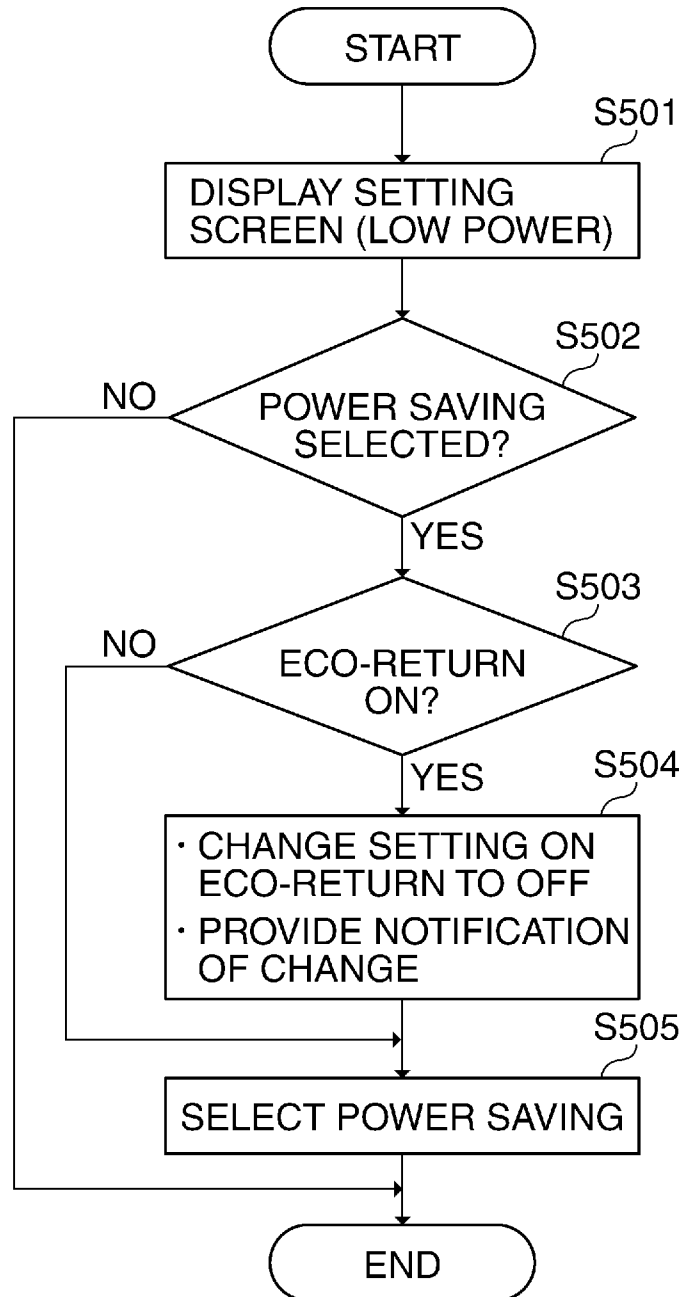 START
S501
DISPLAY SETTING
SCREEN (LOW POWER)
S502
NO
POWER SAVING
SELECTED?
YES
S503
NO
ECO-RETURN
ON?
YES
S504
· CHANGE SETTING ON
ECO-RETURN TO OFF
· PROVIDE NOTIFICATION
OF CHANGE
S505
SELECT POWER SAVING
END